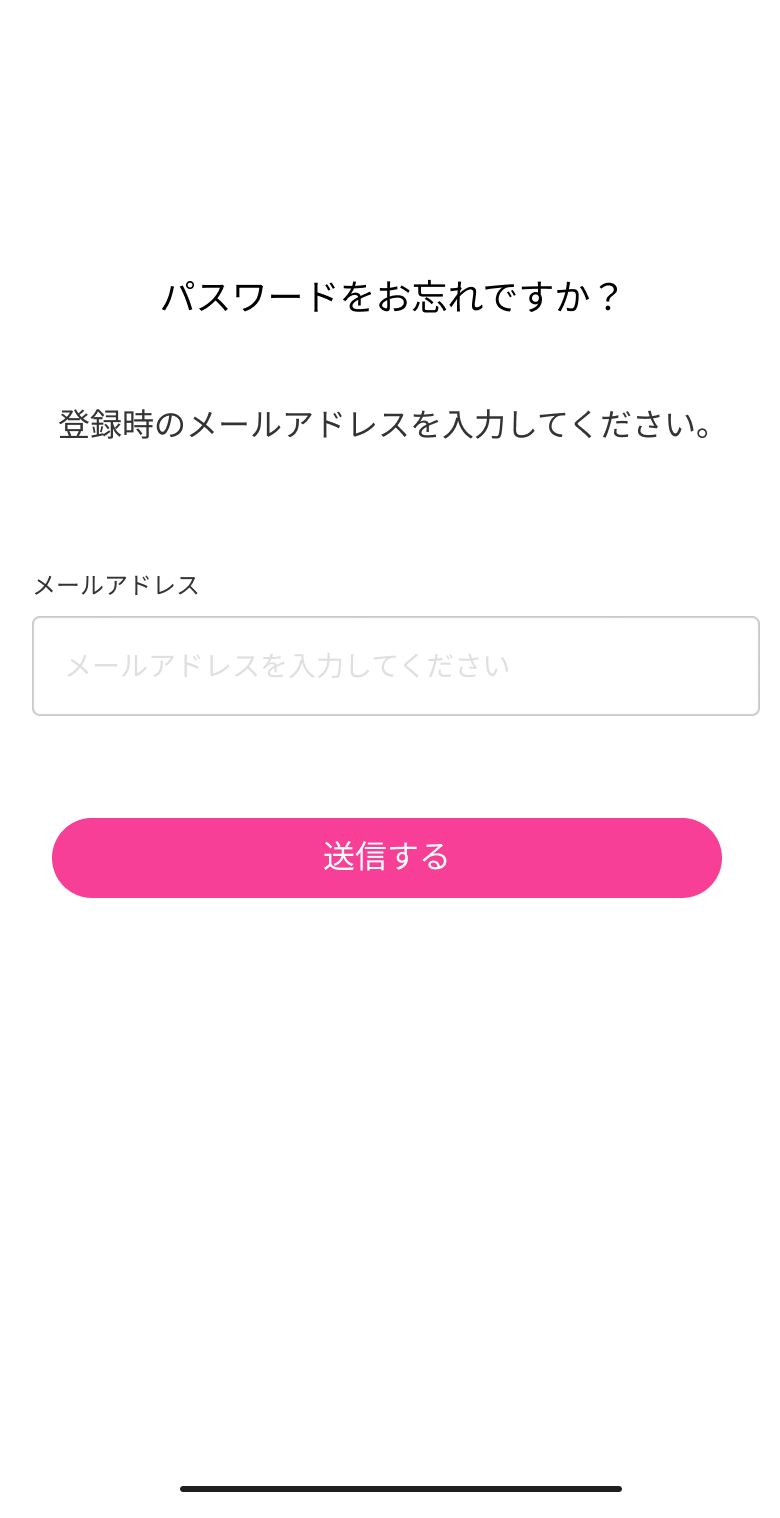 パスワードをお忘れですか？
登録時のメールアドレスを入力してください。
メールアドレス
メールアドレスを入力してください
送信する